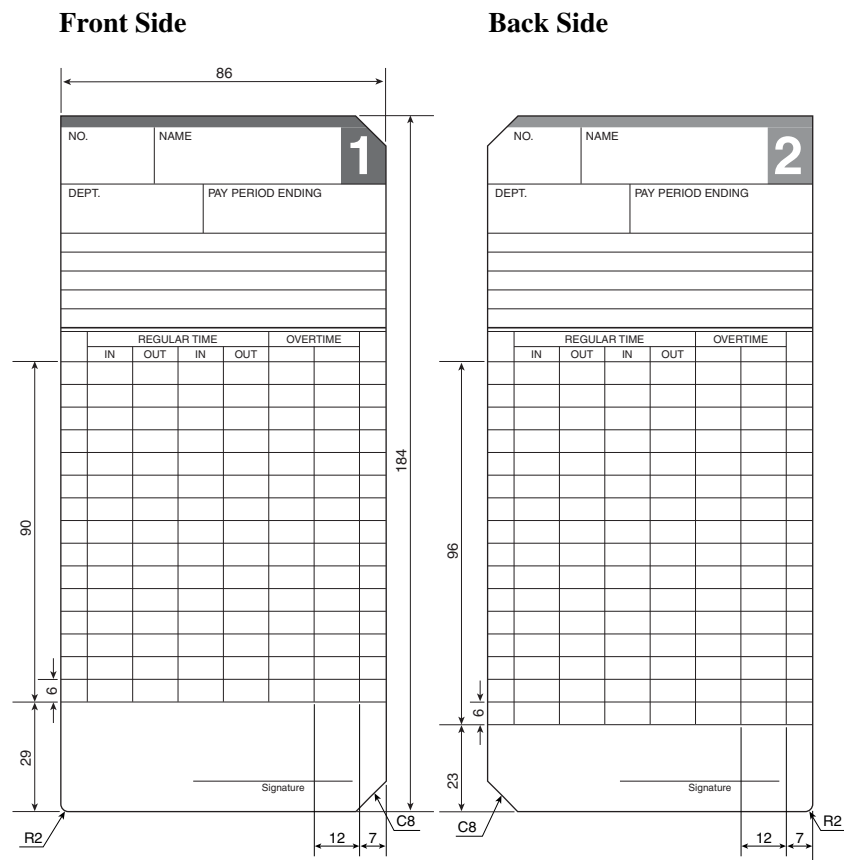 Front Side
86
NO.
NAME
1
DEPT.
PAY PERIOD ENDING
REGULAR TIME
OVERTIME
IN
OUT
IN
OUT
184
90
6
29
Signature
R2
C8
12
7
Back Side
NO.
NAME
2
DEPT.
PAY PERIOD ENDING
REGULAR TIME
OVERTIME
IN
OUT
IN
OUT
96
6
23
Signature
C8
R2
12
7